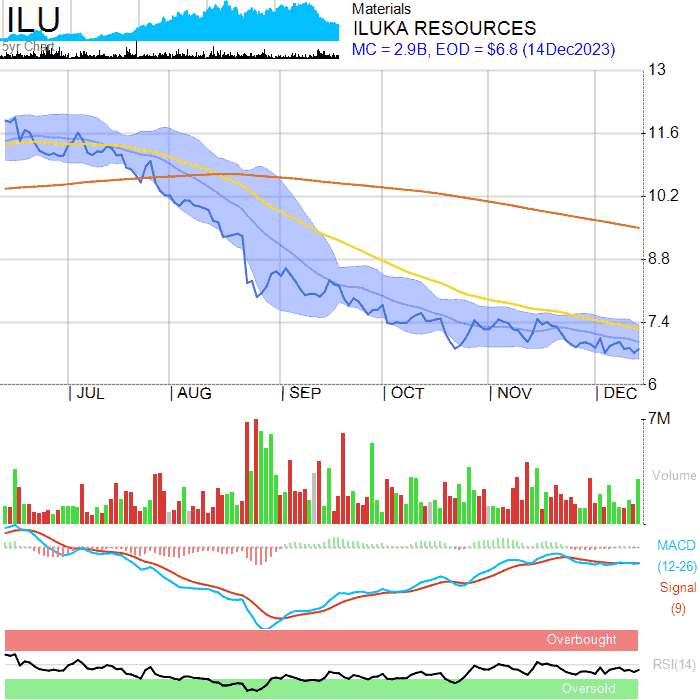 ILU
5yr Chart
Materials
ILUKA RESOURCES
MC = 2.9B, EOD = $6.8 (14Dec2023)
13
11.6
10.2
8.8
7.4
6
JUL AUG SEP OCT NOV DEC
7M
Volume
MACD
(12-26)
Signal
(9)
Overbought
RSI(14)
Oversold